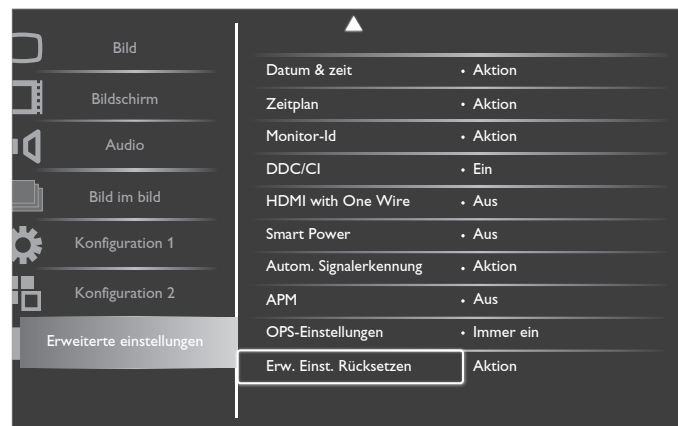 Bild
Bildschirm
Audio
Bild im bild
Konfiguration 1
Konfiguration 2
Erweiterte einstellungen
Datum & zeit • Aktion
Zeitplan • Aktion
Monitor-Id • Aktion
DDC/CI • Ein
HDMI with One Wire • Aus
Smart Power • Aus
Autom. Signalerkennung • Aktion
APM • Aus
OPS-Einstellungen • Immer ein
Erw. Einst. Rücksetzen Aktion